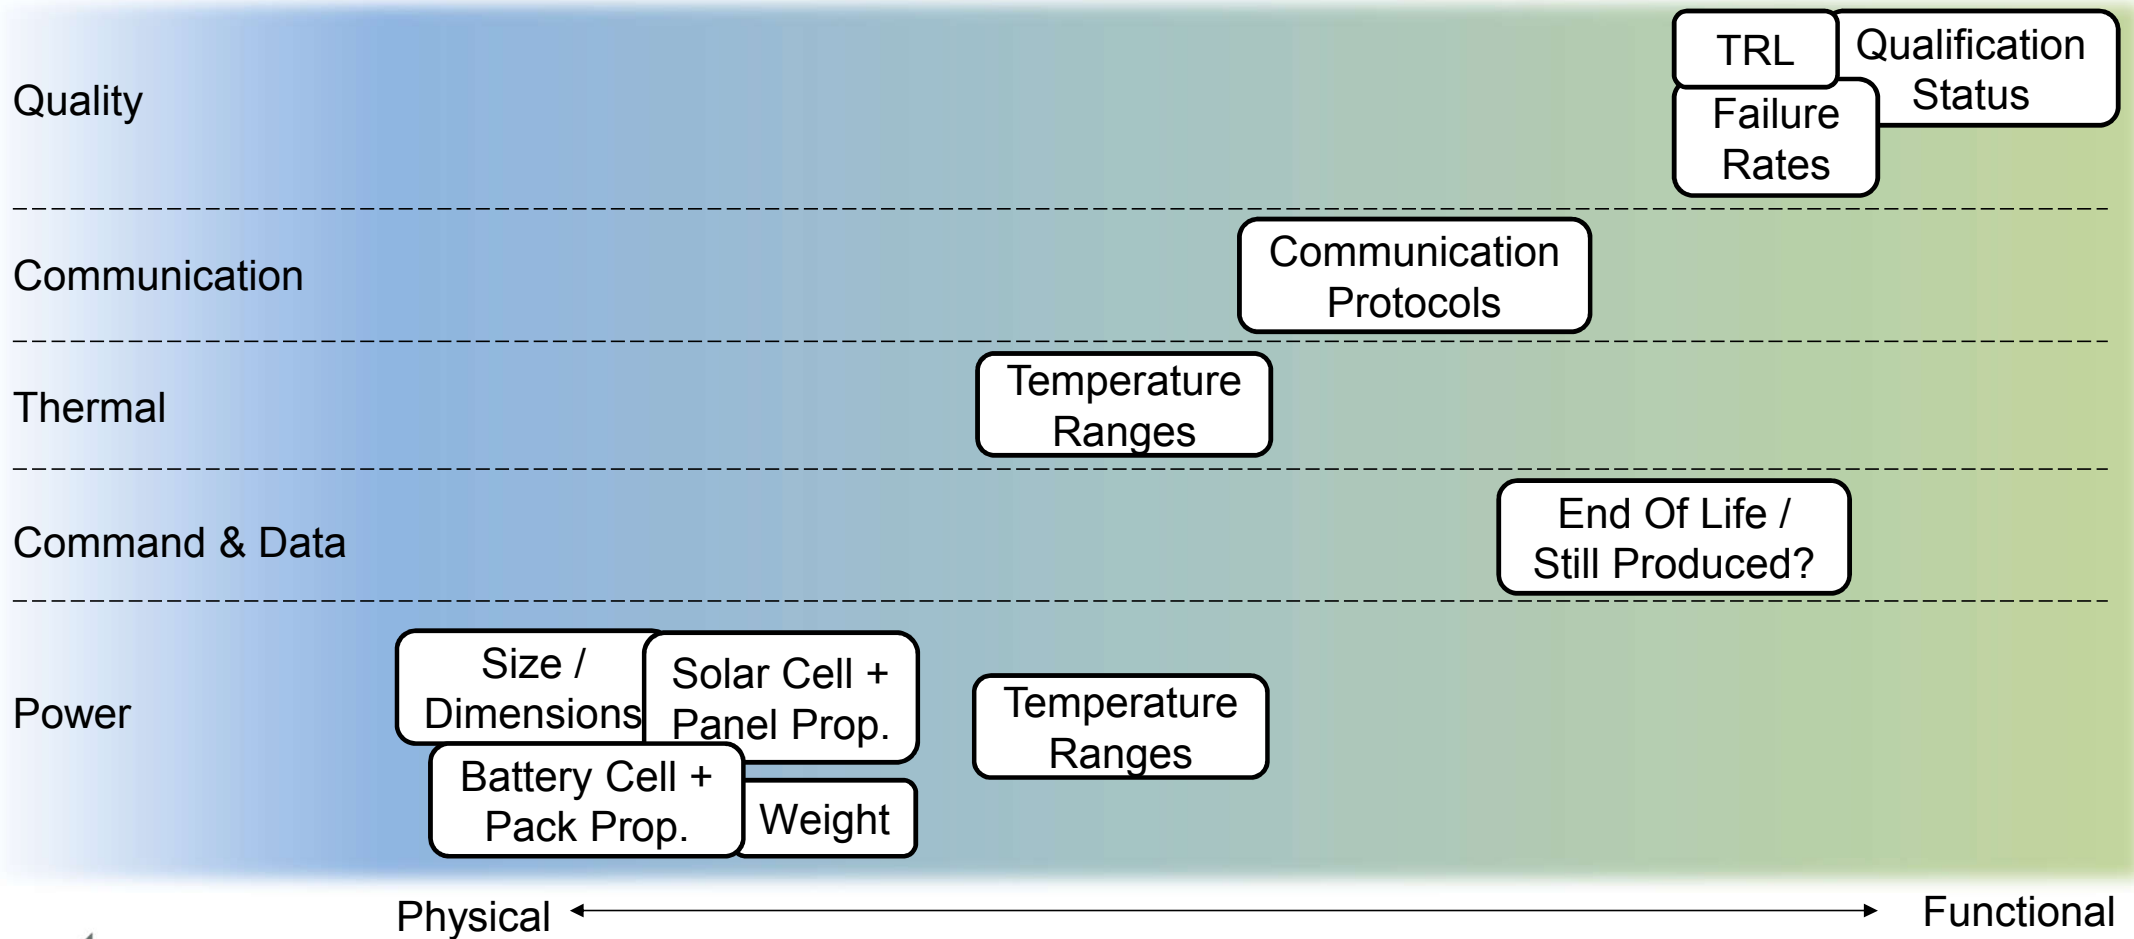 Quality
TRL
Qualification
Status
Failure
Rates
Communication
Communication
Protocols
Thermal
Temperature
Ranges
Command & Data
End Of Life /
Still Produced?
Power
Size /
Dimensions
Solar Cell +
Panel Prop.
Battery Cell +
Pack Prop.
Weight
Temperature
Ranges
Physical
Functional